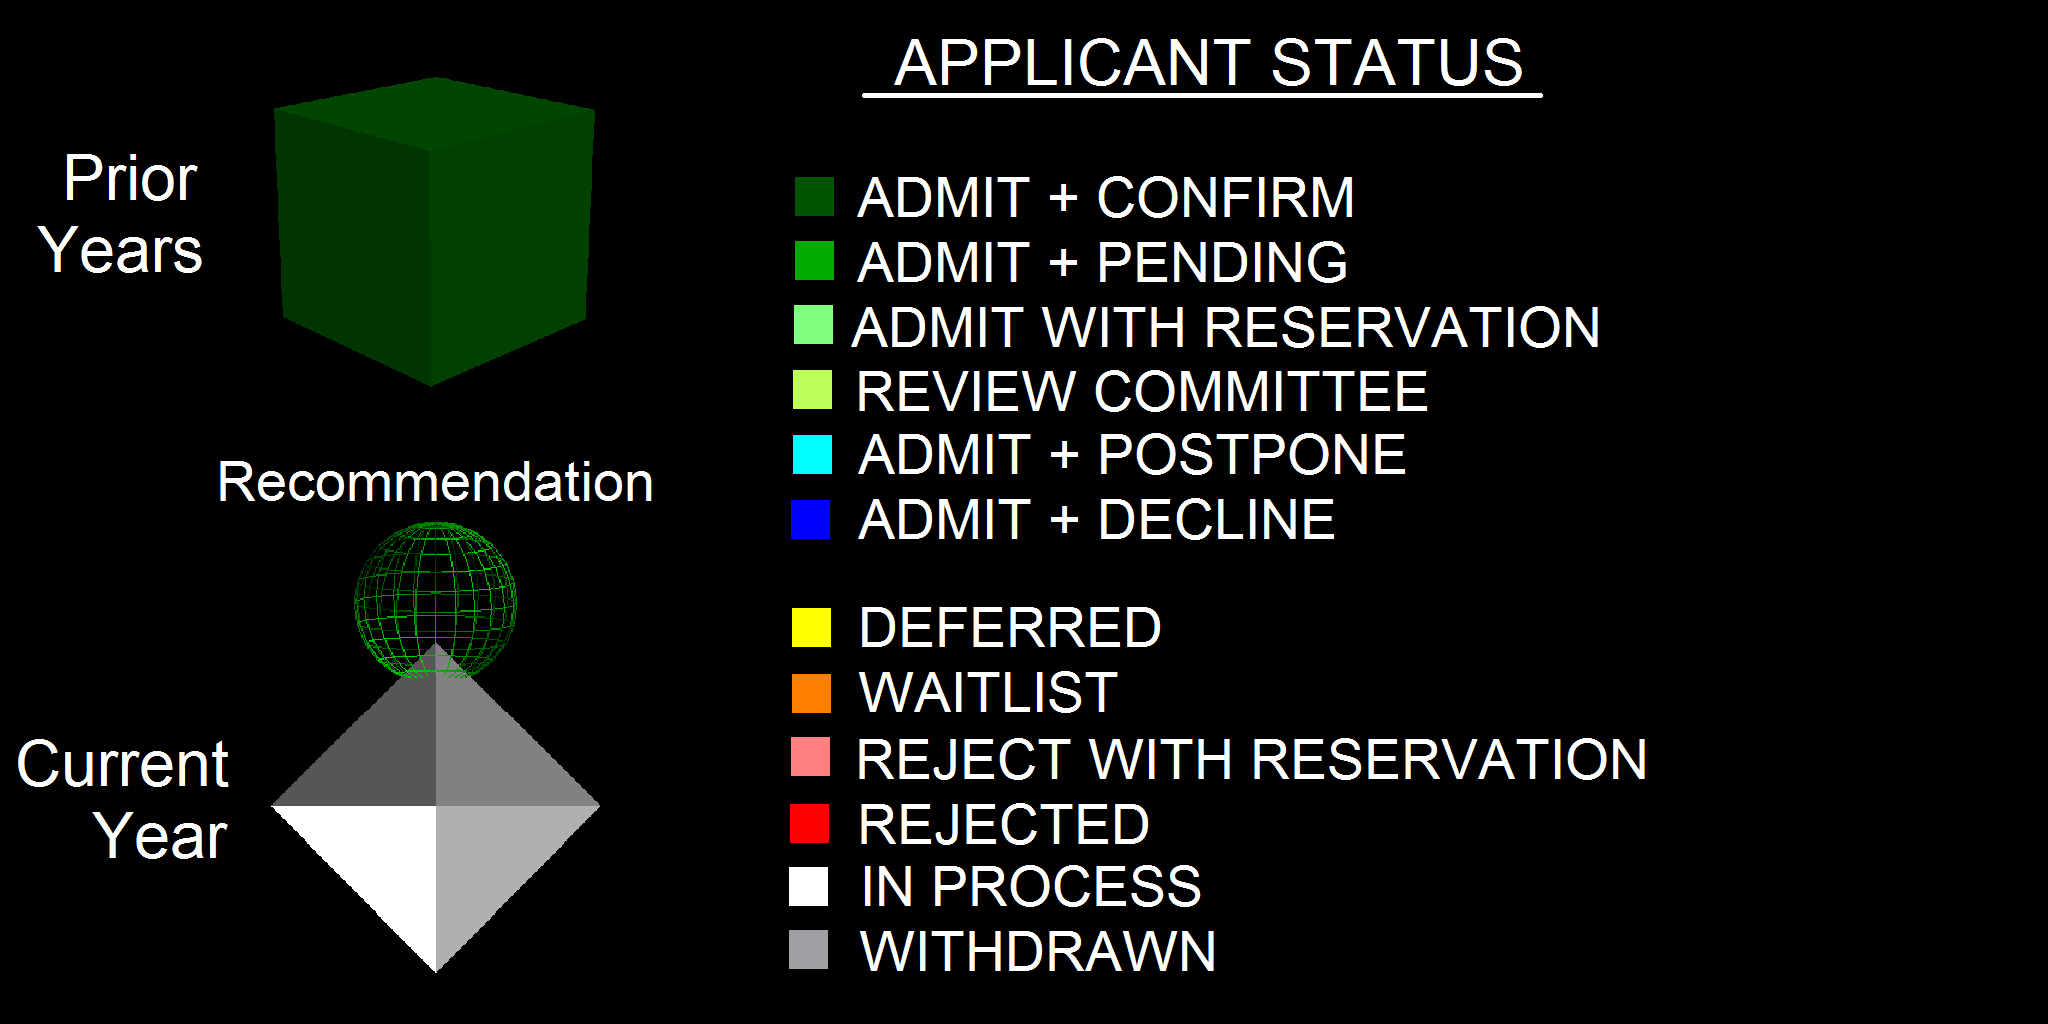 APPLICANT STATUS
Prior
Years
ADMIT + CONFIRM
ADMIT + PENDING
ADMIT WITH RESERVATION
REVIEW COMMITTEE
ADMIT + POSTPONE
ADMIT + DECLINE
Recommendation
Current
Year
DEFERRED
WAITLIST
REJECT WITH RESERVATION
REJECTED
IN PROCESS
WITHDRAWN